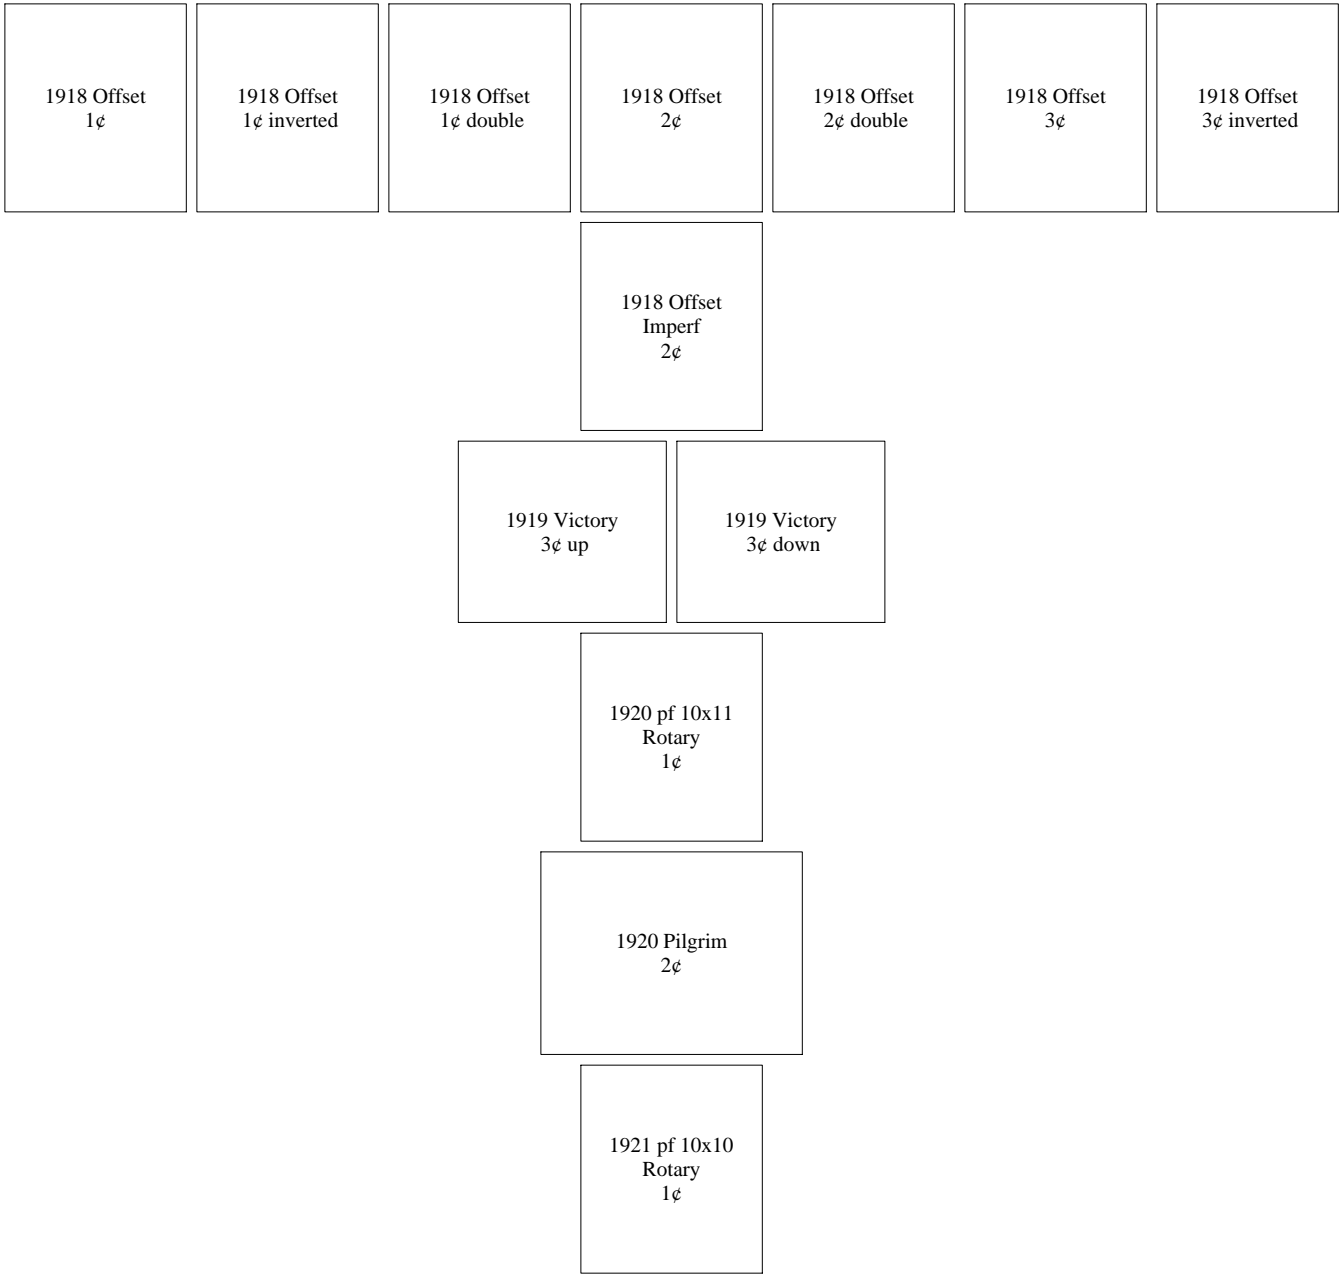 1918 Offset
1¢
1918 Offset
1¢ inverted
1918 Offset
1¢ double
1918 Offset
2¢
1918 Offset
2¢ double
1918 Offset
3¢
1918 Offset
3¢ inverted
1918 Offset
Imperf
2¢
1919 Victory
3¢ up
1919 Victory
3¢ down
1920 pf 10x11
Rotary
1¢
1920 Pilgrim
2¢
1921 pf 10x10
Rotary
1¢